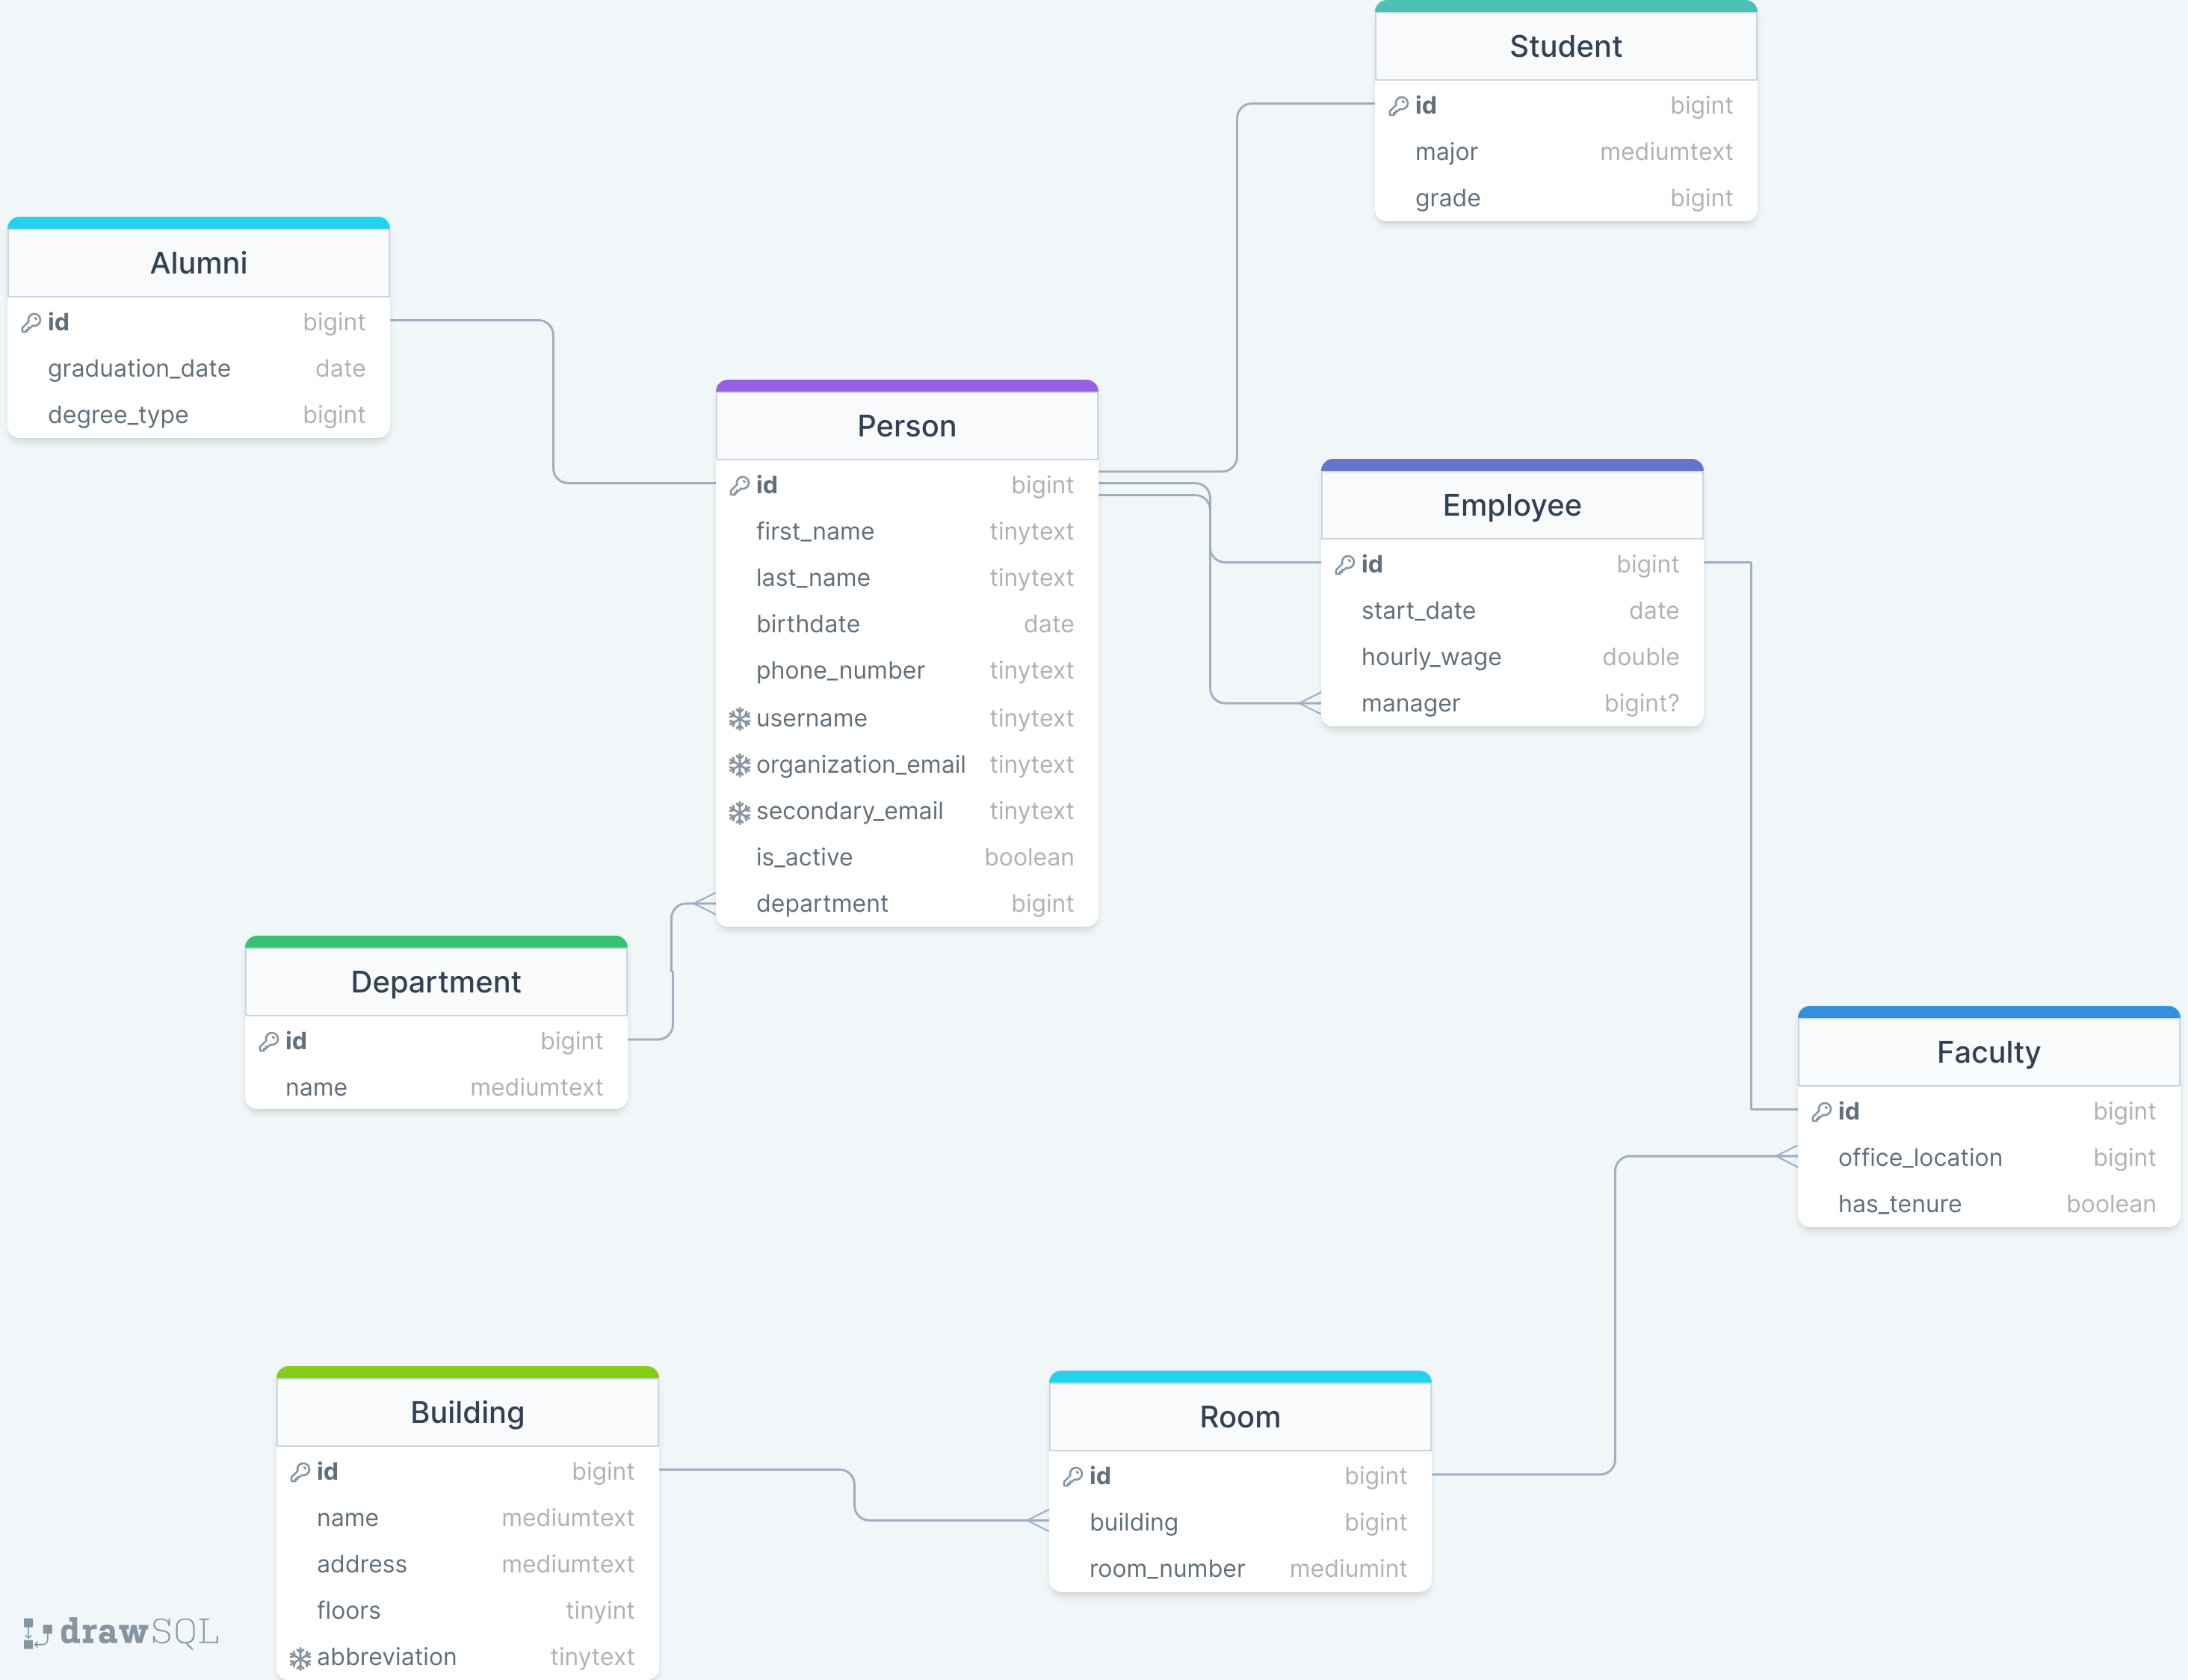 Student
id bigint
major mediumtext
grade bigint
Alumni
id bigint
graduation_date date
degree_type bigint
Person
id bigint
first_name tinytext
last_name tinytext
birthdate date
phone_number tinytext
username tinytext
organization_email tinytext
secondary_email tinytext
is_active boolean
department bigint
Employee
id bigint
start_date date
hourly_wage double
manager bigint?
Department
id bigint
name mediumtext
Faculty
id bigint
office_location bigint
has_tenure boolean
Building
id bigint
name mediumtext
address mediumtext
floors tinyint
abbreviation tinytext
Room
id bigint
building bigint
room_number mediumint
drawSQL